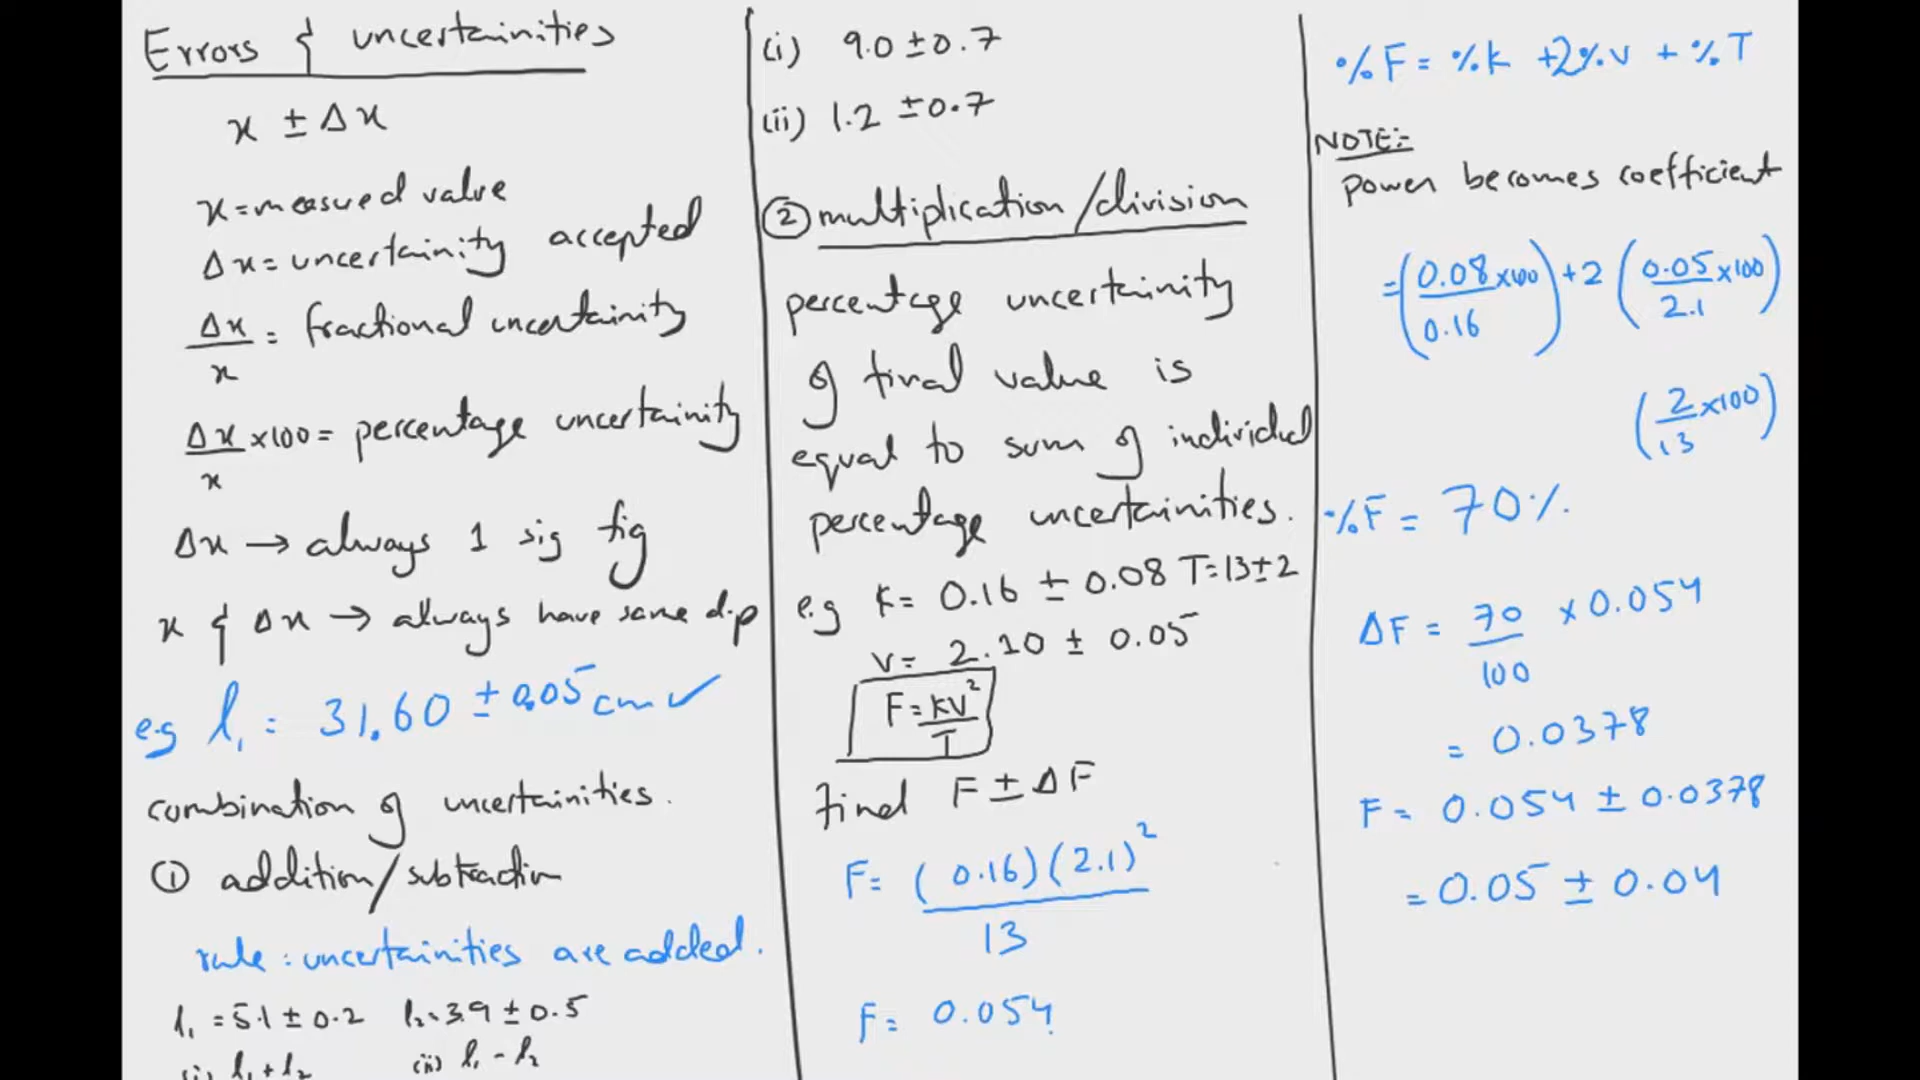 Errors & uncertainities
x ± Δx
x = measured value
Δx = uncertainity accepted
Δx/x = fractional uncertainity
Δx/x ×100 = percentage uncertainity
Δx → always 1 sig fig
x & Δx → always have same d.p
e.g l₁ = 31.60 ± 0.05 cm ✓
combination of uncertainities.
① addition/subtraction
rule : uncertainities are added.
l₁ = 5.1 ± 0.2 l₂ = 3.9 ± 0.5
(i) l₁ + l₂ (ii) l₁ - l₂
(i) 9.0 ± 0.7
(ii) 1.2 ± 0.7
② multiplication/division
percentage uncertainity
of final value is
equal to sum of individual
percentage uncertainities.
e.g K = 0.16 ± 0.08 T = 13 ± 2
V = 2.10 ± 0.05
F = KV²/T
find F ± ΔF
F = (0.16)(2.1)²/13
F = 0.054
%F = %K + 2%V + %T
NOTE:-
Power becomes coefficient
= (0.08/0.16 ×100) + 2 (0.05/2.1 ×100)
(2/13 ×100)
%F = 70%
ΔF = 70/100 × 0.054
= 0.0378
F = 0.054 ± 0.0378
= 0.05 ± 0.04